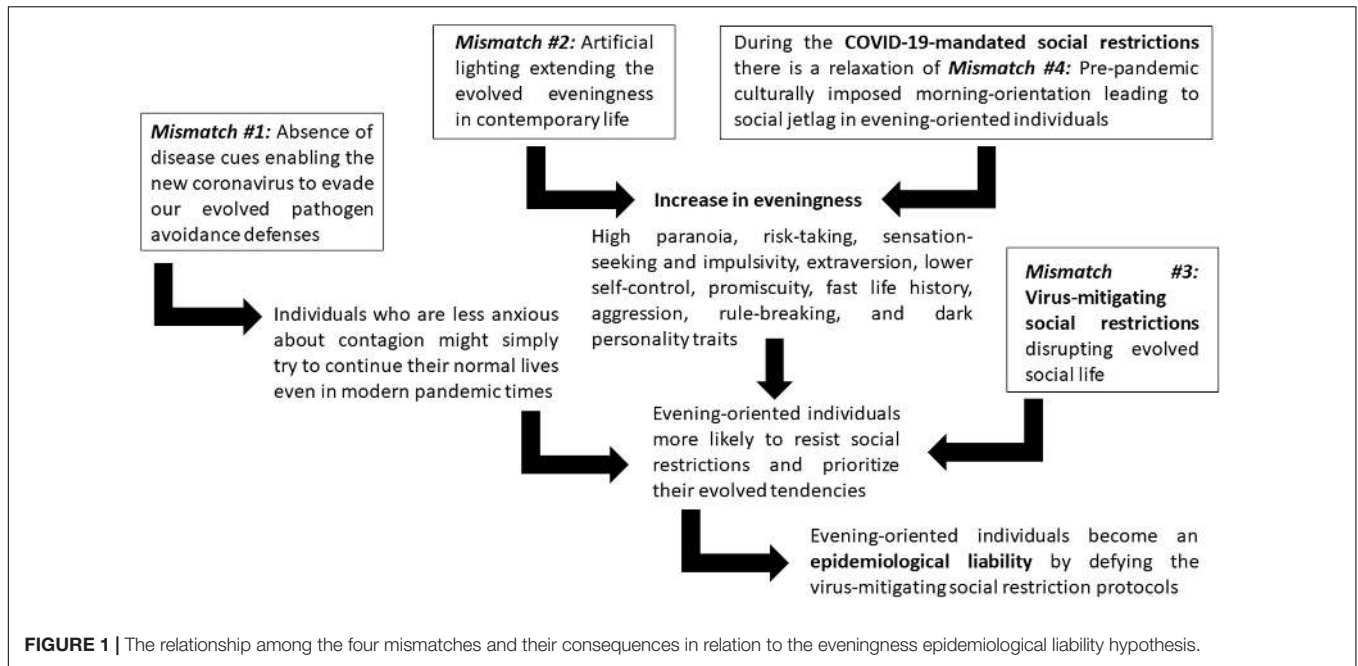 Mismatch #2: Artificial
lighting extending the
evolved eveningness
in contemporary life
During the COVID-19-mandated social restrictions
there is a relaxation of Mismatch #4: Pre-pandemic
culturally imposed morning-orientation leading to
social jetlag in evening-oriented individuals
Mismatch #1: Absence of
disease cues enabling the
new coronavirus to evade
our evolved pathogen
avoidance defenses
Increase in eveningness
High paranoia, risk-taking, sensation-
seeking and impulsivity, extraversion, lower
self-control, promiscuity, fast life history,
aggression, rule-breaking, and dark
personality traits
Mismatch #3:
Virus-mitigating
social restrictions
disrupting evolved
social life
Individuals who are less anxious
about contagion might simply
try to continue their normal lives
even in modern pandemic times
Evening-oriented individuals
more likely to resist social
restrictions and prioritize
their evolved tendencies
Evening-oriented individuals become an
epidemiological liability by defying the
virus-mitigating social restriction protocols
FIGURE 1 | The relationship among the four mismatches and their consequences in relation to the eveningness epidemiological liability hypothesis.